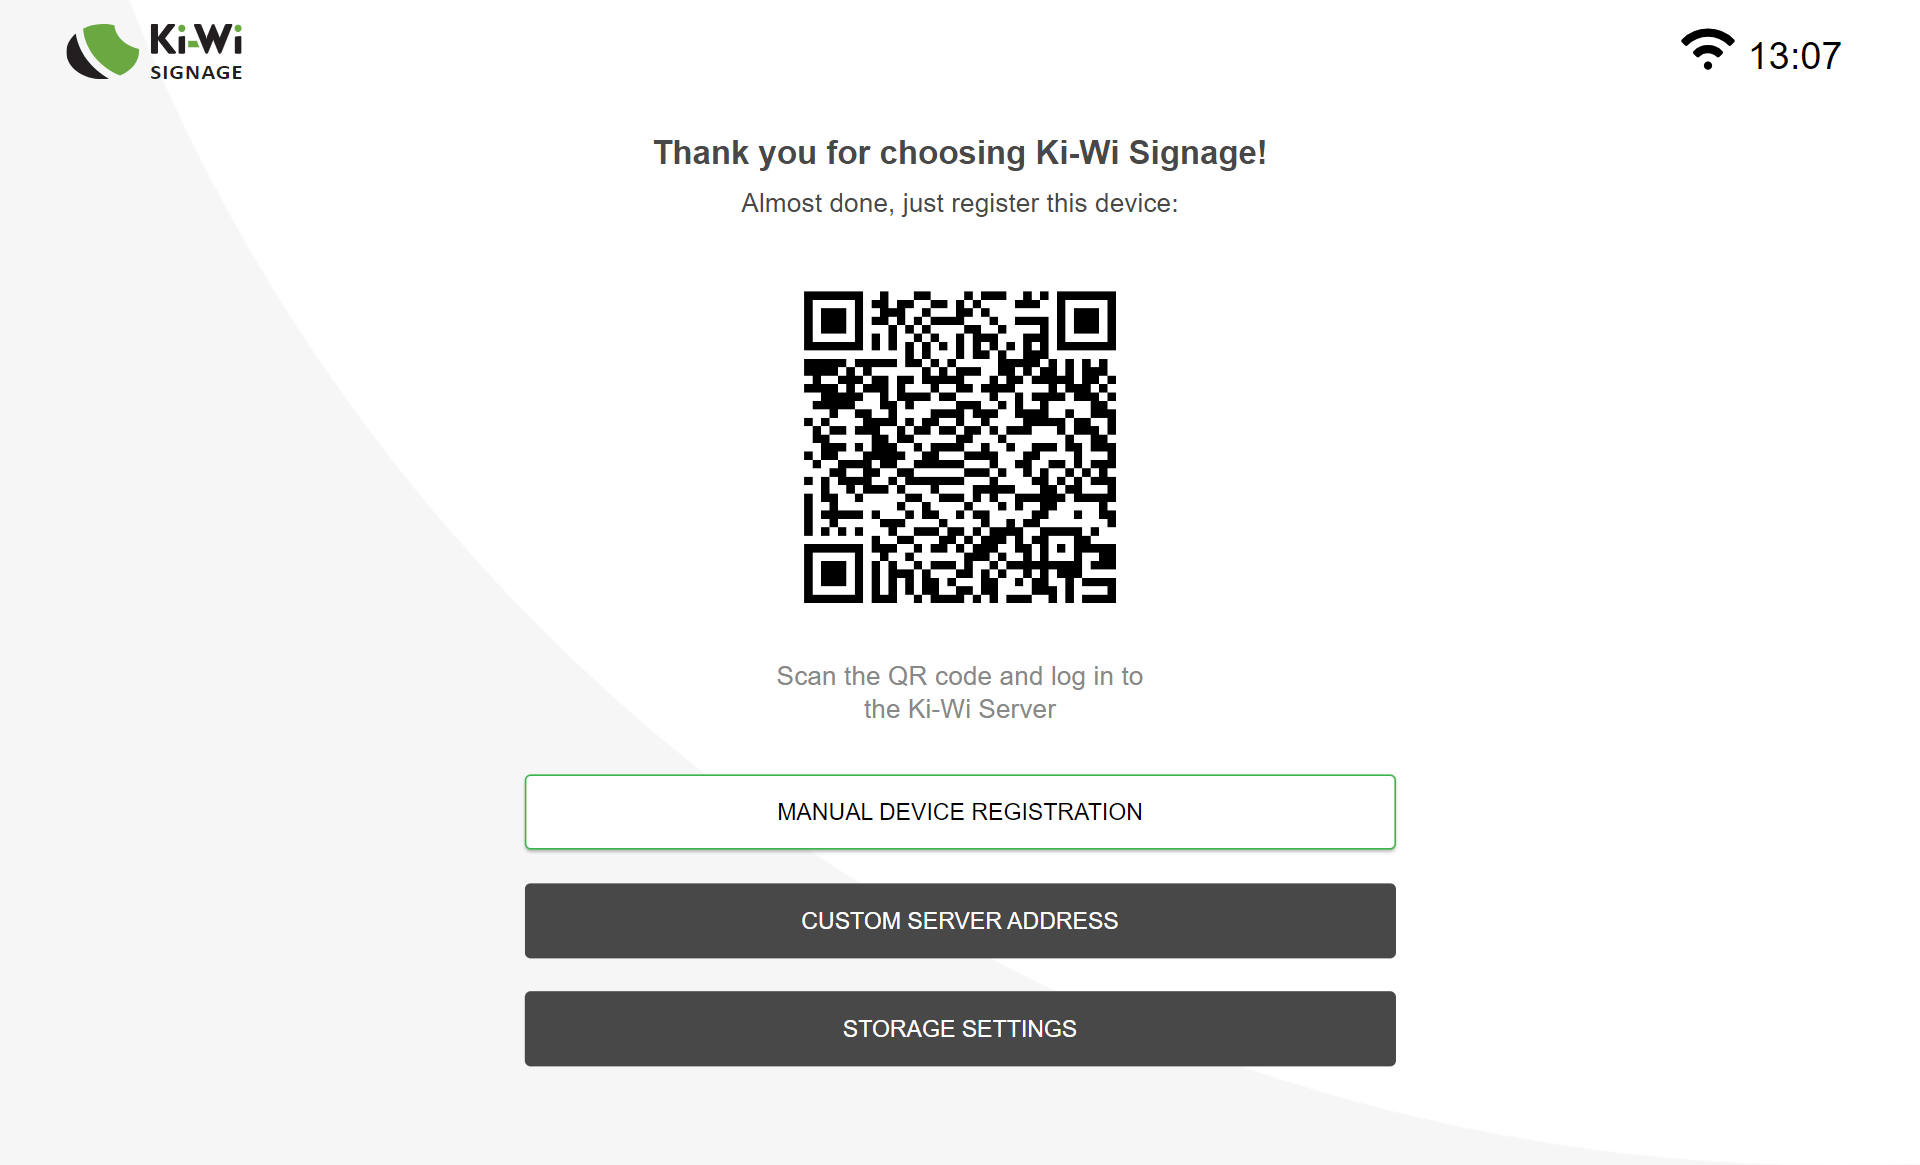 Ki-Wi
SIGNAGE
13:07
Thank you for choosing Ki-Wi Signage!
Almost done, just register this device:
Scan the QR code and log in to
the Ki-Wi Server
MANUAL DEVICE REGISTRATION
CUSTOM SERVER ADDRESS
STORAGE SETTINGS